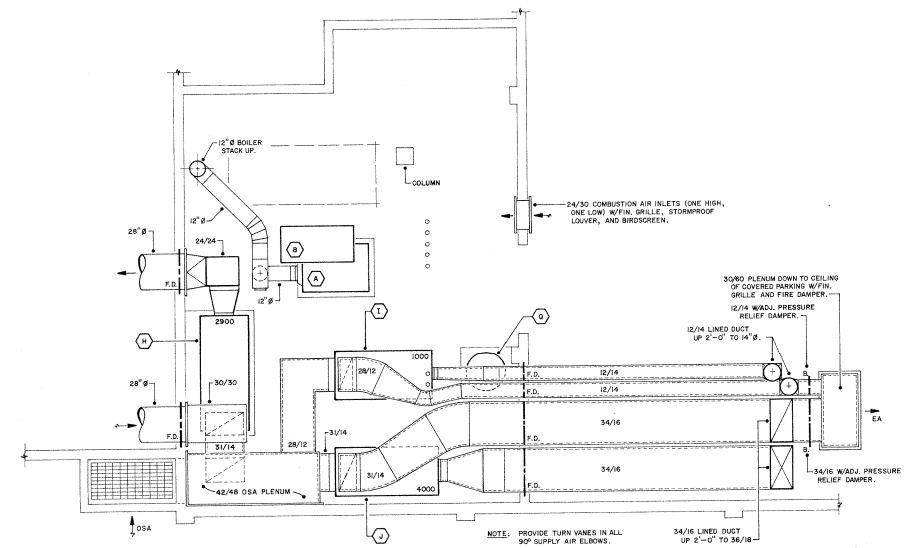 12"Ø BOILER
STACK UP.
COLUMN
12"Ø
24/30 COMBUSTION AIR INLETS (ONE HIGH,
ONE LOW) W/FIN. GRILLE, STORMPROOF
LOUVER, AND BIRDSCREEN.
28"Ø
24/24
B
A
F.D.
12"Ø
30/60 PLENUM DOWN TO CEILING
OF COVERED PARKING W/FIN.
GRILLE AND FIRE DAMPER.
12/14 W/ADJ. PRESSURE
RELIEF DAMPER.
I
Q
12/14 LINED DUCT
UP 2'-0" TO 14"Ø.
2900
H
1000
28/12
F.D.
12/14
B.
28"Ø
30/30
F.D.
12/14
34/16
EA
F.D.
31/14
28/12
31/14
F.D.
B.
31/14
34/16
34/16 W/ADJ. PRESSURE
RELIEF DAMPER.
42/48 OSA PLENUM
4000
F.D.
OSA
J
NOTE: PROVIDE TURN VANES IN ALL
90° SUPPLY AIR ELBOWS.
34/16 LINED DUCT
UP 2'-0" TO 36/18